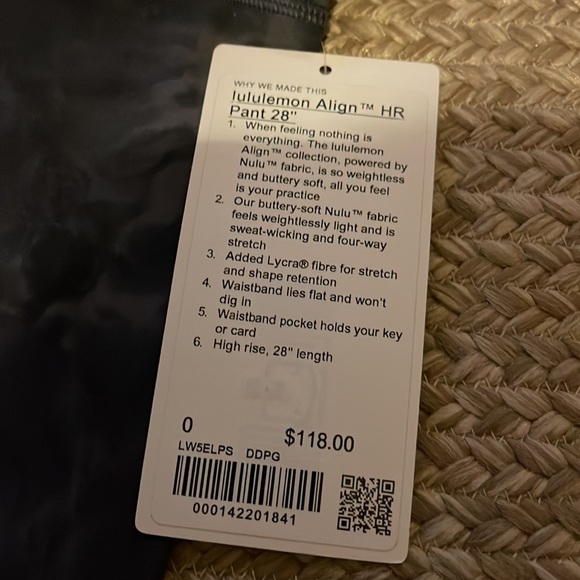 WHY WE MADE THIS
lululemon Align™ HR
Pant 28"
1. When feeling nothing is
everything. The lululemon
Align™ collection, powered by
Nulu™ fabric, is so weightless
and buttery soft, all you feel
is your practice
2. Our buttery-soft Nulu™ fabric
feels weightlessly light and is
sweat-wicking and four-way
stretch
3. Added Lycra® fibre for stretch
and shape retention
4. Waistband lies flat and won't
dig in
5. Waistband pocket holds your key
or card
6. High rise, 28" length
0 $118.00
LW5ELPS DDPG
000142201841